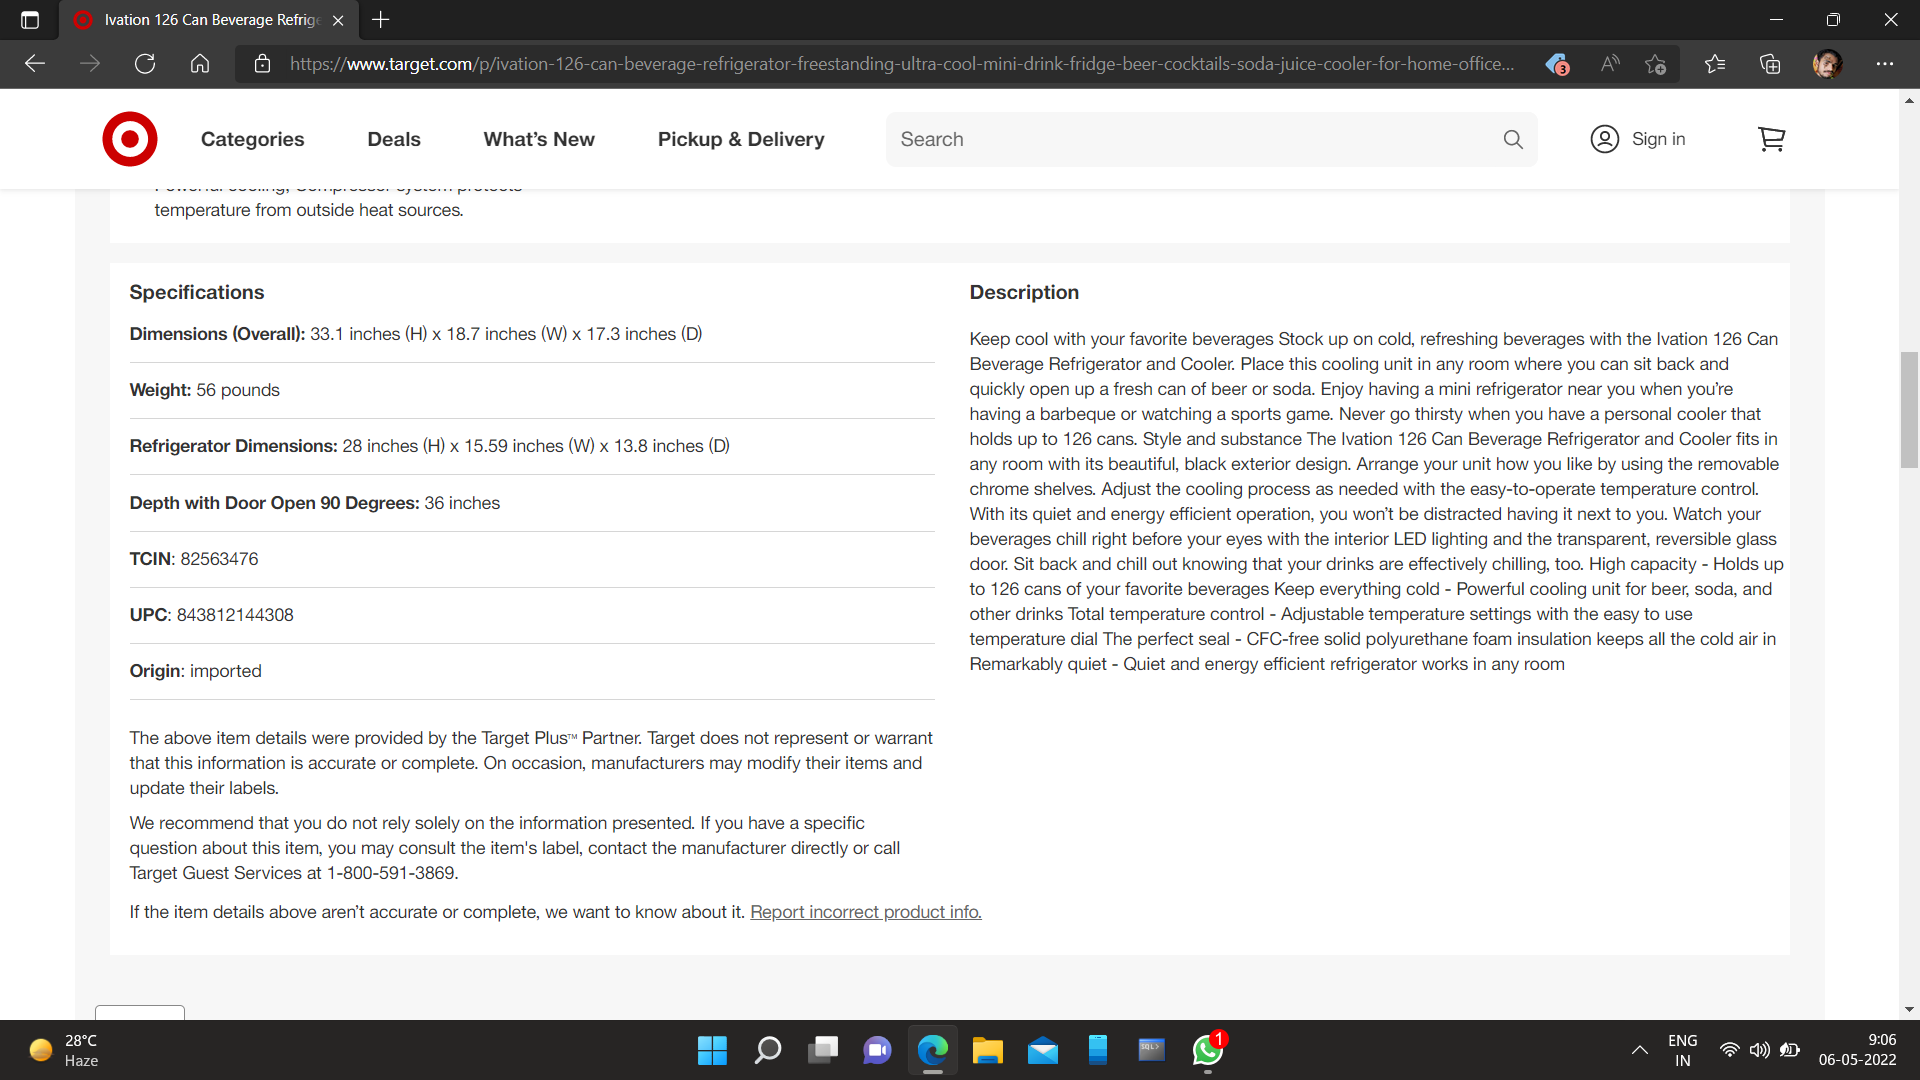 Ivation 126 Can Beverage Refrige
https://www.target.com/p/ivation-126-can-beverage-refrigerator-freestanding-ultra-cool-mini-drink-fridge-beer-cocktails-soda-juice-cooler-for-home-office...
3
Categories
Deals
What's New
Pickup & Delivery
Search
Sign in
Powerful cooling, Compressor system protects
temperature from outside heat sources.
Specifications
Dimensions (Overall): 33.1 inches (H) x 18.7 inches (W) x 17.3 inches (D)
Weight: 56 pounds
Refrigerator Dimensions: 28 inches (H) x 15.59 inches (W) x 13.8 inches (D)
Depth with Door Open 90 Degrees: 36 inches
TCIN: 82563476
UPC: 843812144308
Origin: imported
The above item details were provided by the Target Plus™ Partner. Target does not represent or warrant
that this information is accurate or complete. On occasion, manufacturers may modify their items and
update their labels.
We recommend that you do not rely solely on the information presented. If you have a specific
question about this item, you may consult the item's label, contact the manufacturer directly or call
Target Guest Services at 1-800-591-3869.
If the item details above aren't accurate or complete, we want to know about it. Report incorrect product info.
Description
Keep cool with your favorite beverages Stock up on cold, refreshing beverages with the Ivation 126 Can
Beverage Refrigerator and Cooler. Place this cooling unit in any room where you can sit back and
quickly open up a fresh can of beer or soda. Enjoy having a mini refrigerator near you when you're
having a barbeque or watching a sports game. Never go thirsty when you have a personal cooler that
holds up to 126 cans. Style and substance The Ivation 126 Can Beverage Refrigerator and Cooler fits in
any room with its beautiful, black exterior design. Arrange your unit how you like by using the removable
chrome shelves. Adjust the cooling process as needed with the easy-to-operate temperature control.
With its quiet and energy efficient operation, you won't be distracted having it next to you. Watch your
beverages chill right before your eyes with the interior LED lighting and the transparent, reversible glass
door. Sit back and chill out knowing that your drinks are effectively chilling, too. High capacity - Holds up
to 126 cans of your favorite beverages Keep everything cold - Powerful cooling unit for beer, soda, and
other drinks Total temperature control - Adjustable temperature settings with the easy to use
temperature dial The perfect seal - CFC-free solid polyurethane foam insulation keeps all the cold air in
Remarkably quiet - Quiet and energy efficient refrigerator works in any room
28°C
Haze
SQL>
1
ENG
IN
9:06
06-05-2022